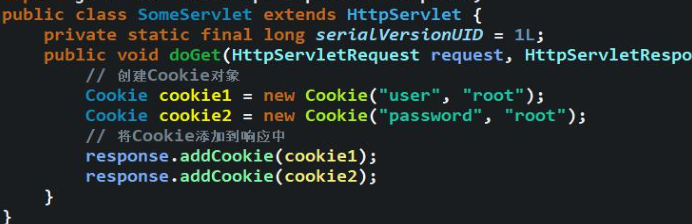 public class SomeServlet extends HttpServlet {
private static final long serialVersionUID = 1L;
public void doGet(HttpServletRequest request, HttpServletRespo
// 创建Cookie对象
Cookie cookie1 = new Cookie("user", "root");
Cookie cookie2 = new Cookie("password", "root");
// 将Cookie添加到响应中
response.addCookie(cookie1);
response.addCookie(cookie2);
}
}